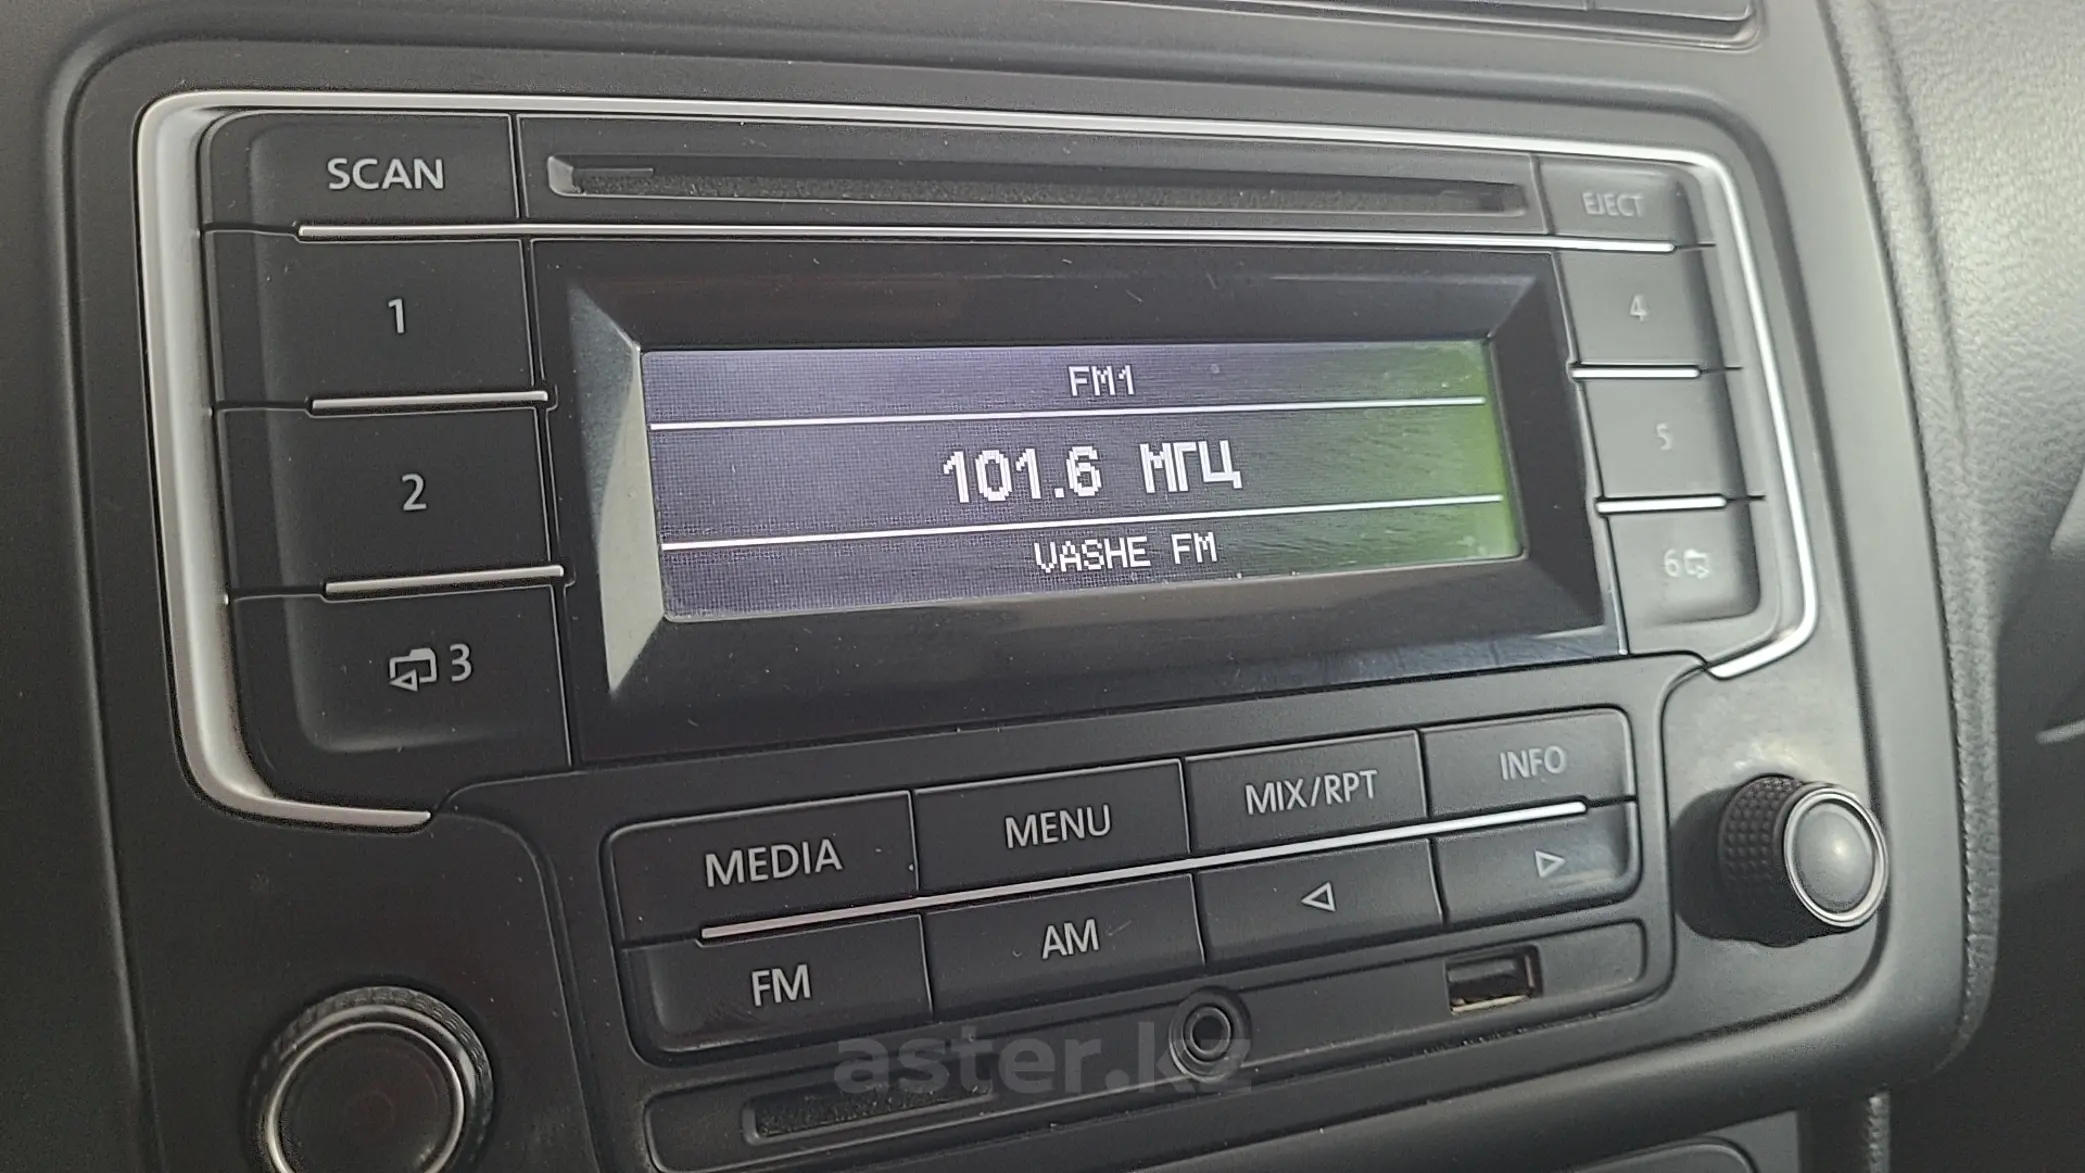 SCAN
EJECT
1
4
FM1
101.6 МГЦ
VASHE FM
2
5
3
6
MEDIA
MENU
MIX/RPT
INFO
FM
AM
aster.kz